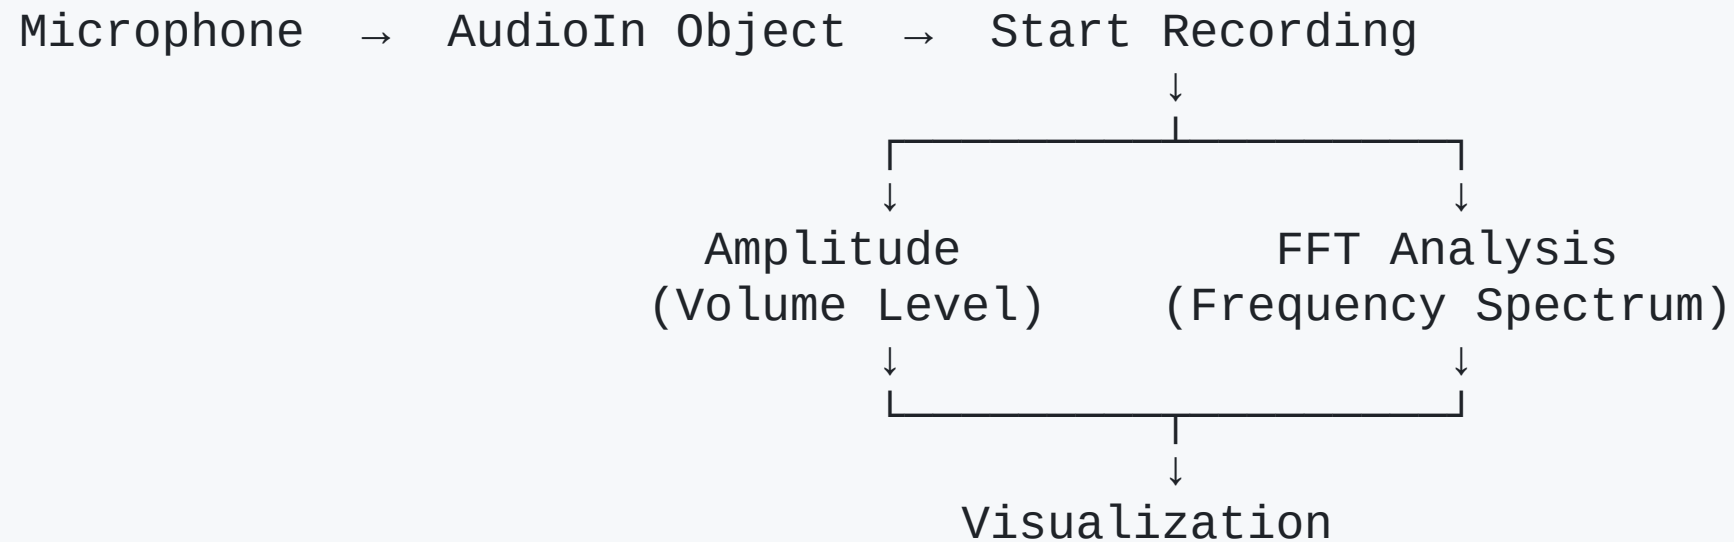 Microphone → AudioIn Object → Start Recording
↓
↓ ↓
Amplitude FFT Analysis
(Volume Level) (Frequency Spectrum)
↓ ↓
↓
Visualization